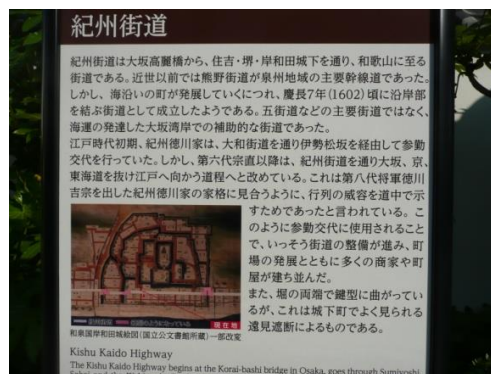 紀州街道
紀州街道は大坂高麗橋から、住吉・堺・岸和田城下を通り、和歌山に至る
街道である。近世以前では熊野街道が泉州地域の主要幹線道であった。
しかし、海沿いの町が発展していくにつれ、慶長7年(1602)頃に沿岸部
を結ぶ街道として成立したようである。五街道などの主要街道ではなく、
海運の発達した大坂湾岸での補助的な街道であった。
江戸時代初期、紀州徳川家は、大和街道を通り伊勢松坂を経由して参勤
交代を行っていた。しかし、第六代宗直以降は、紀州街道を通り大坂、京、
東海道を抜け江戸へ向かう道程へと改めている。これは第八代将軍徳川
吉宗を出した紀州徳川家の家格に見合うように、行列の威容を道中で示
すためであったと言われている。こ
のように参勤交代に使用されること
で、いっそう街道の整備が進み、町
場の発展とともに多くの商家や町
屋が建ち並んだ。
また、堀の両端で鍵型に曲がってい
るが、これは城下町でよく見られる
遠見遮断によるものである。
現在地
和泉国岸和田城絵図(国立公文書館所蔵)一部改変
Kishu Kaido Highway
The Kishu Kaido Highway begins at the Korai-bashi bridge in Osaka, goes through Sumiyoshi,